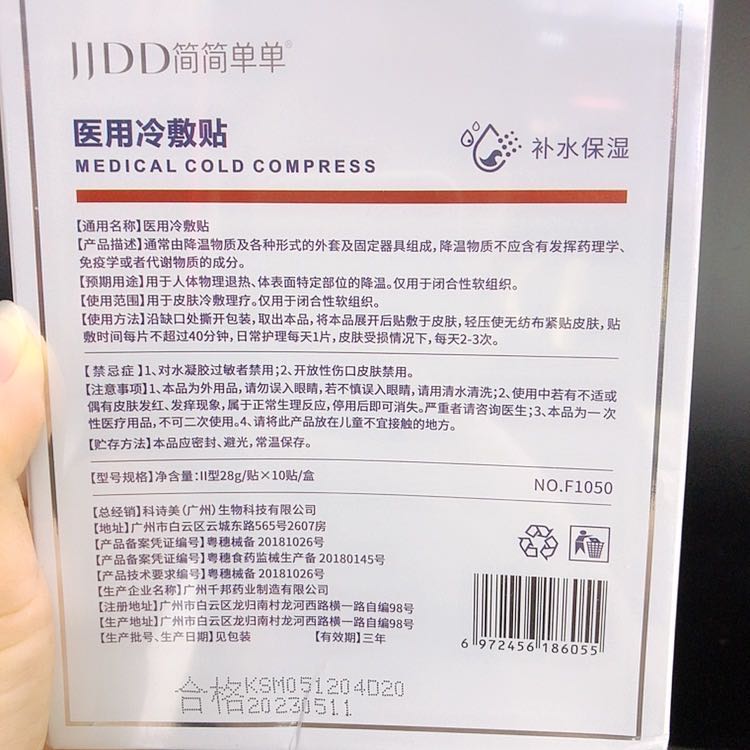 JJDD简简单单®
医用冷敷贴
MEDICAL COLD COMPRESS
补水保湿
【通用名称】医用冷敷贴
【产品描述】通常由降温物质及各种形式的外套及固定器具组成，降温物质不应含有发挥药理学、
免疫学或者代谢物质的成分。
【预期用途】用于人体物理退热、体表面特定部位的降温。仅用于闭合性软组织。
【使用范围】用于皮肤冷敷理疗。仅用于闭合性软组织。
【使用方法】沿缺口处撕开包装，取出本品，将本品展开后贴敷于皮肤，轻压使无纺布紧贴皮肤，贴
敷时间每片不超过40分钟，日常护理每天1片，皮肤受损情况下，每天2-3次。
【禁忌症】1、对水凝胶过敏者禁用；2、开放性伤口皮肤禁用。
【注意事项】1、本品为外用品，请勿误入眼睛，若不慎误入眼睛，请用清水清洗；2、使用中若有不适或
偶有皮肤发红、发痒现象，属于正常生理反应，停用后即可消失。严重者请咨询医生；3、本品为一次
性医疗用品，不可二次使用。4、请将此产品放在儿童不宜接触的地方。
【贮存方法】本品应密封、避光，常温保存。
【型号规格】净含量：II型28g/贴×10贴/盒
NO.F1050
【总经销】科诗美（广州）生物科技有限公司
【地址】广州市白云区云城东路565号2607房
【产品备案凭证编号】粤穗械备20181026号
【产品备案凭证编号】粤穗食药监械生产备20180145号
【产品技术要求编号】粤穗械备20181026号
【生产企业名称】广州千邦药业制造有限公司
【注册地址】广州市白云区龙归南村龙河西路横一路自编98号
【生产地址】广州市白云区龙归南村龙河西路横一路自编98号
【生产批号、生产日期】见包装 【有效期】三年
6 972456 186055
合格KSM051204D20
20230511